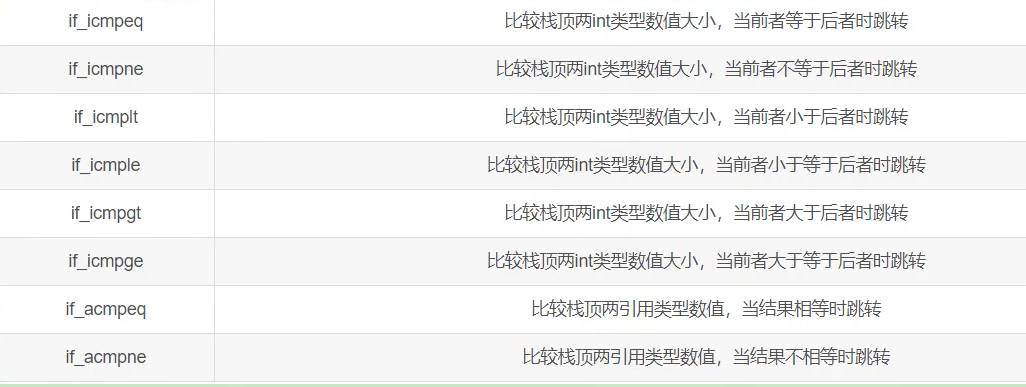 if_icmpeq 比较栈顶两int类型数值大小，当前者等于后者时跳转
if_icmpne 比较栈顶两int类型数值大小，当前者不等于后者时跳转
if_icmplt 比较栈顶两int类型数值大小，当前者小于后者时跳转
if_icmple 比较栈顶两int类型数值大小，当前者小于等于后者时跳转
if_icmpgt 比较栈顶两int类型数值大小，当前者大于后者时跳转
if_icmpge 比较栈顶两int类型数值大小，当前者大于等于后者时跳转
if_acmpeq 比较栈顶两引用类型数值，当结果相等时跳转
if_acmpne 比较栈顶两引用类型数值，当结果不相等时跳转